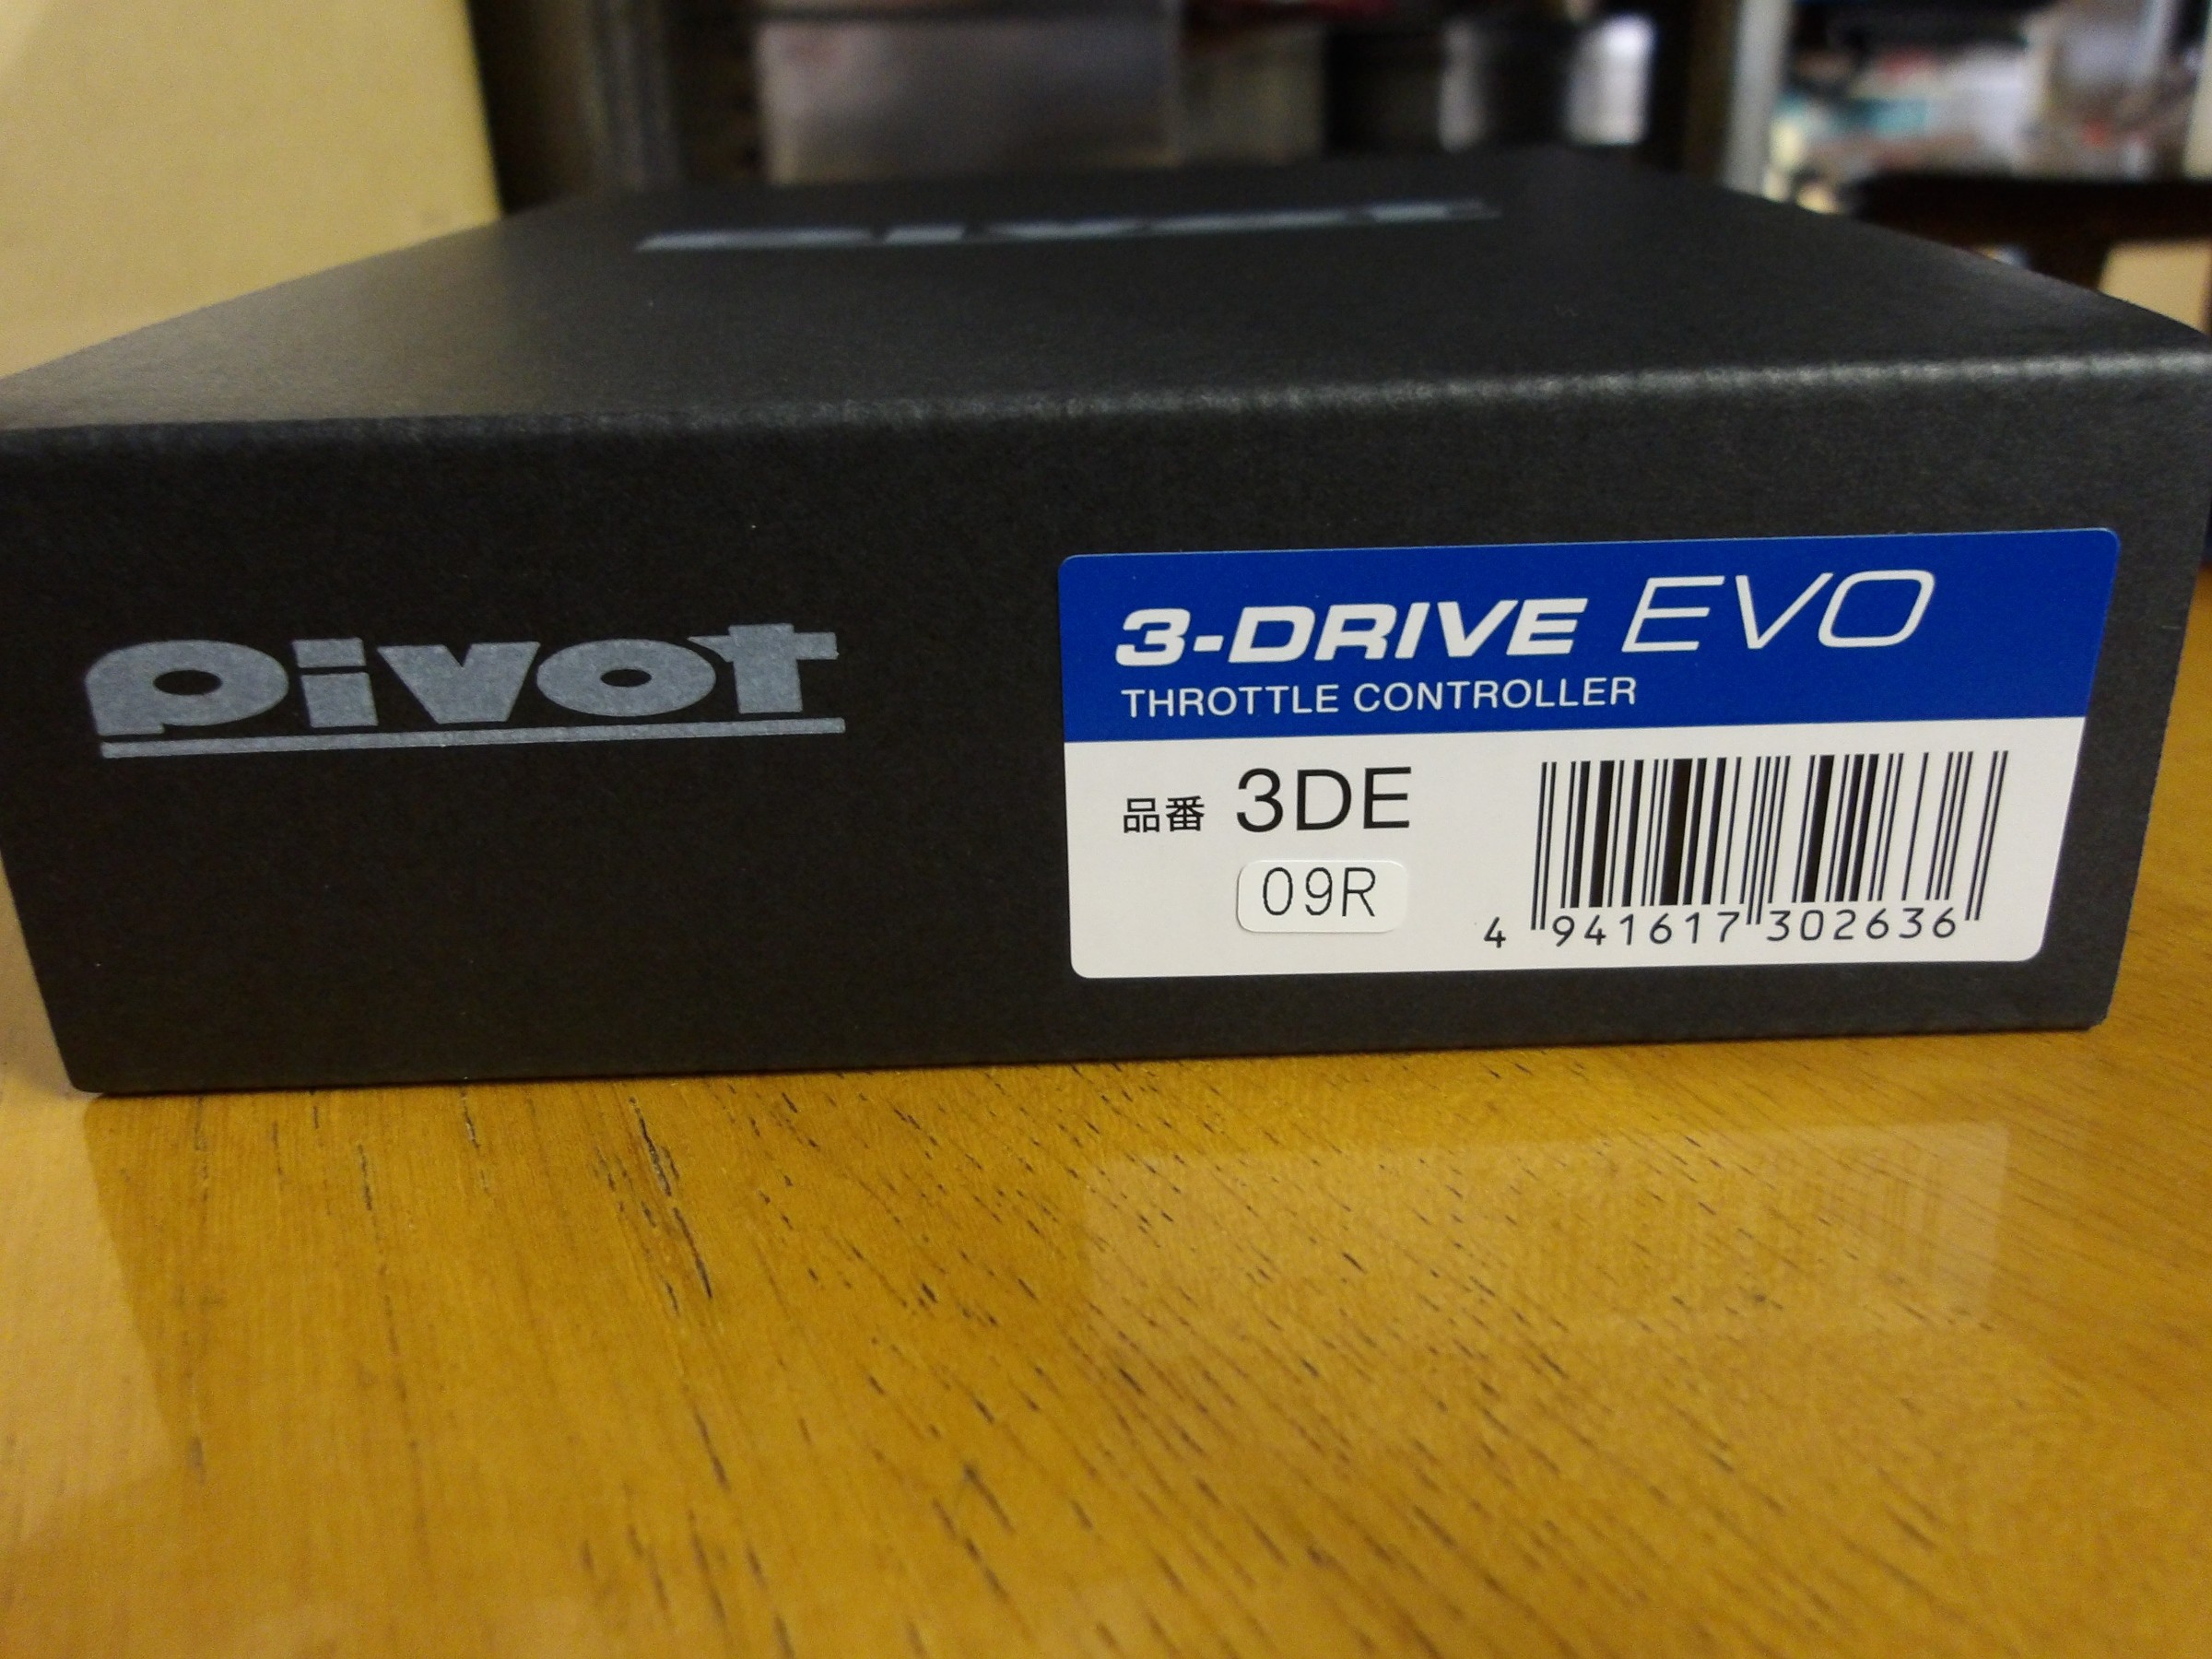 pivot
3-DRIVE EVO
THROTTLE CONTROLLER
品番 3DE
09R
4 941617 302636